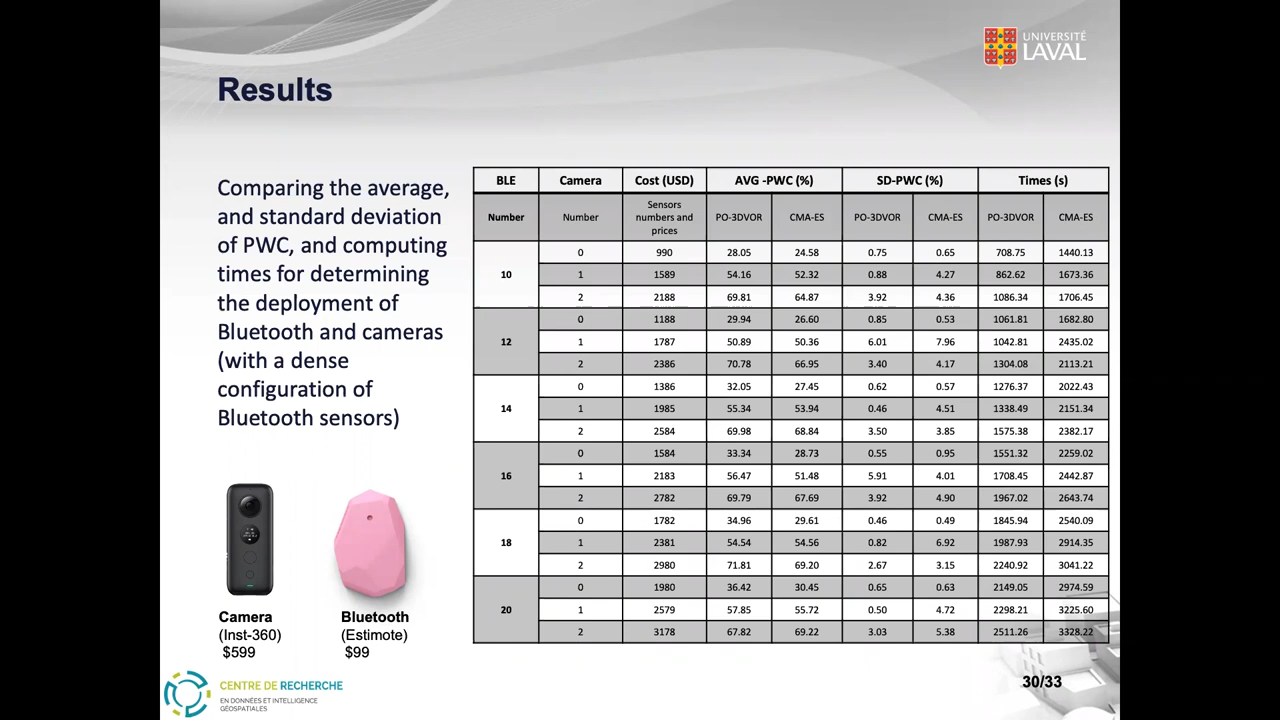 UNIVERSITÉ
LAVAL
Results
Comparing the average,
and standard deviation
of PWC, and computing
times for determining
the deployment of
Bluetooth and cameras
(with a dense
configuration of
Bluetooth sensors)
BLE Camera Cost (USD) AVG -PWC (%) SD-PWC (%) Times (s)
Number Number Sensors numbers and prices PO-3DVOR CMA-ES PO-3DVOR CMA-ES PO-3DVOR CMA-ES
10 0 990 28.05 24.58 0.75 0.65 708.75 1440.13
1 1589 54.16 52.32 0.88 4.27 862.62 1673.36
2 2188 69.81 64.87 3.92 4.36 1086.34 1706.45
12 0 1188 29.94 26.60 0.85 0.53 1061.81 1682.80
1 1787 50.89 50.36 6.01 7.96 1042.81 2435.02
2 2386 70.78 66.95 3.40 4.17 1304.08 2113.21
14 0 1386 32.05 27.45 0.62 0.57 1276.37 2022.43
1 1985 55.34 53.94 0.46 4.51 1338.49 2151.34
2 2584 69.98 68.84 3.50 3.85 1575.38 2382.17
16 0 1584 33.34 28.73 0.55 0.95 1551.32 2259.02
1 2183 56.47 51.48 5.91 4.01 1708.45 2442.87
2 2782 69.79 67.69 3.92 4.90 1967.02 2643.74
18 0 1782 34.96 29.61 0.46 0.49 1845.94 2540.09
1 2381 54.54 54.56 0.82 6.92 1987.93 2914.35
2 2980 71.81 69.20 2.67 3.15 2240.92 3041.22
20 0 1980 36.42 30.45 0.65 0.63 2149.05 2974.59
1 2579 57.85 55.72 0.50 4.72 2298.21 3225.60
2 3178 67.82 69.22 3.03 5.38 2511.26 3328.22
Camera
(Inst-360)
$599
Bluetooth
(Estimote)
$99
CENTRE DE RECHERCHE
EN DONNÉES ET INTELLIGENCE
GÉOSPATIALES
30/33